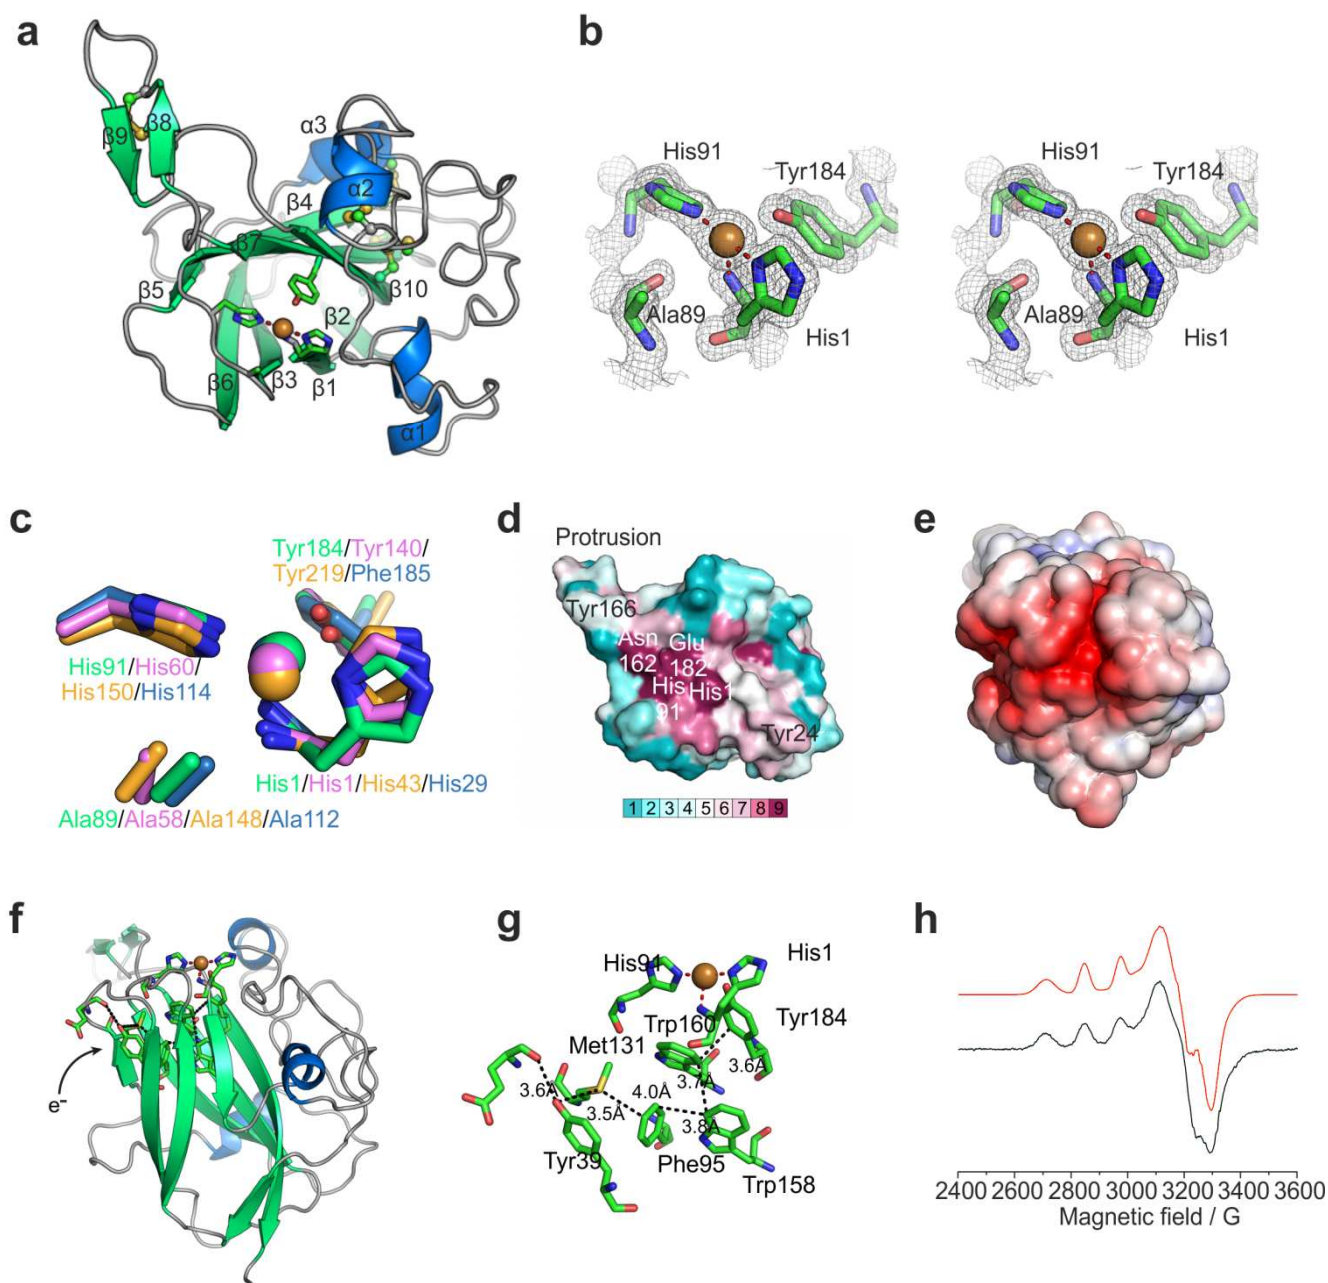 a
β9
β8
α3
α2
β4
β7
β5
β10
β2
β6
β3
β1
α1
b
His91
Tyr184
Ala89
His1
His91
Tyr184
Ala89
His1
c
Tyr184/Tyr140/
Tyr219/Phe185
His91/His60/
His150/His114
His1/His1/His43/His29
Ala89/Ala58/Ala148/Ala112
d
Protrusion
Tyr166
Asn
162
Glu
182
His
91
His1
Tyr24
1 2 3 4 5 6 7 8 9
e
f
e⁻
g
His91
His1
Trp160
Tyr184
Met131
3.6Å
3.7Å
3.6Å
4.0Å
3.5Å
3.8Å
Tyr39
Phe95
Trp158
h
2400 2600 2800 3000 3200 3400 3600
Magnetic field / G